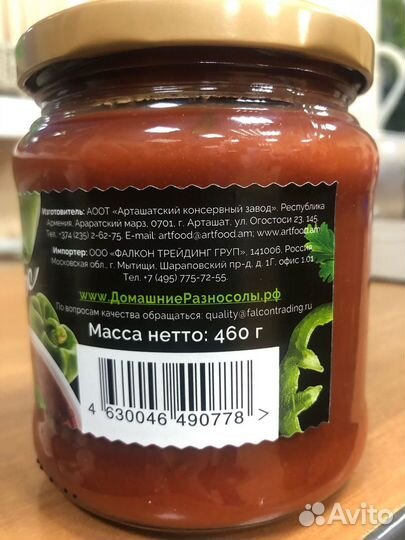 Изготовитель: АООТ «Арташатский консервный завод». Республика
Армения, Араратский марз, 0701, г. Арташат, ул. Огостоси 23, 145
Тел. +374 (235) 2-62-75, E-mail: artfood@artfood.am; www.artfood.am
Импортер: ООО «ФАЛКОН ТРЕЙДИНГ ГРУП», 141006, Россия
Московская обл., г. Мытищи, Шараповский пр-д, д. 1Г, офис 1.01
Тел. +7 (495) 775-72-55
www.ДомашниеРазносолы.рф
По вопросам качества обращаться: quality@falcontrading.ru
Масса нетто: 460 г
4 630046 490778 >
Avito